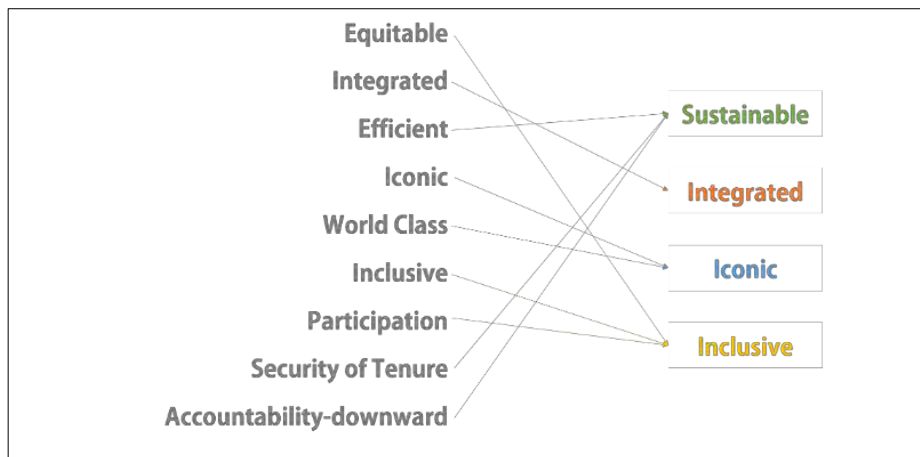 Equitable
Integrated
Efficient
Iconic
World Class
Inclusive
Participation
Security of Tenure
Accountability-downward
Sustainable
Integrated
Iconic
Inclusive